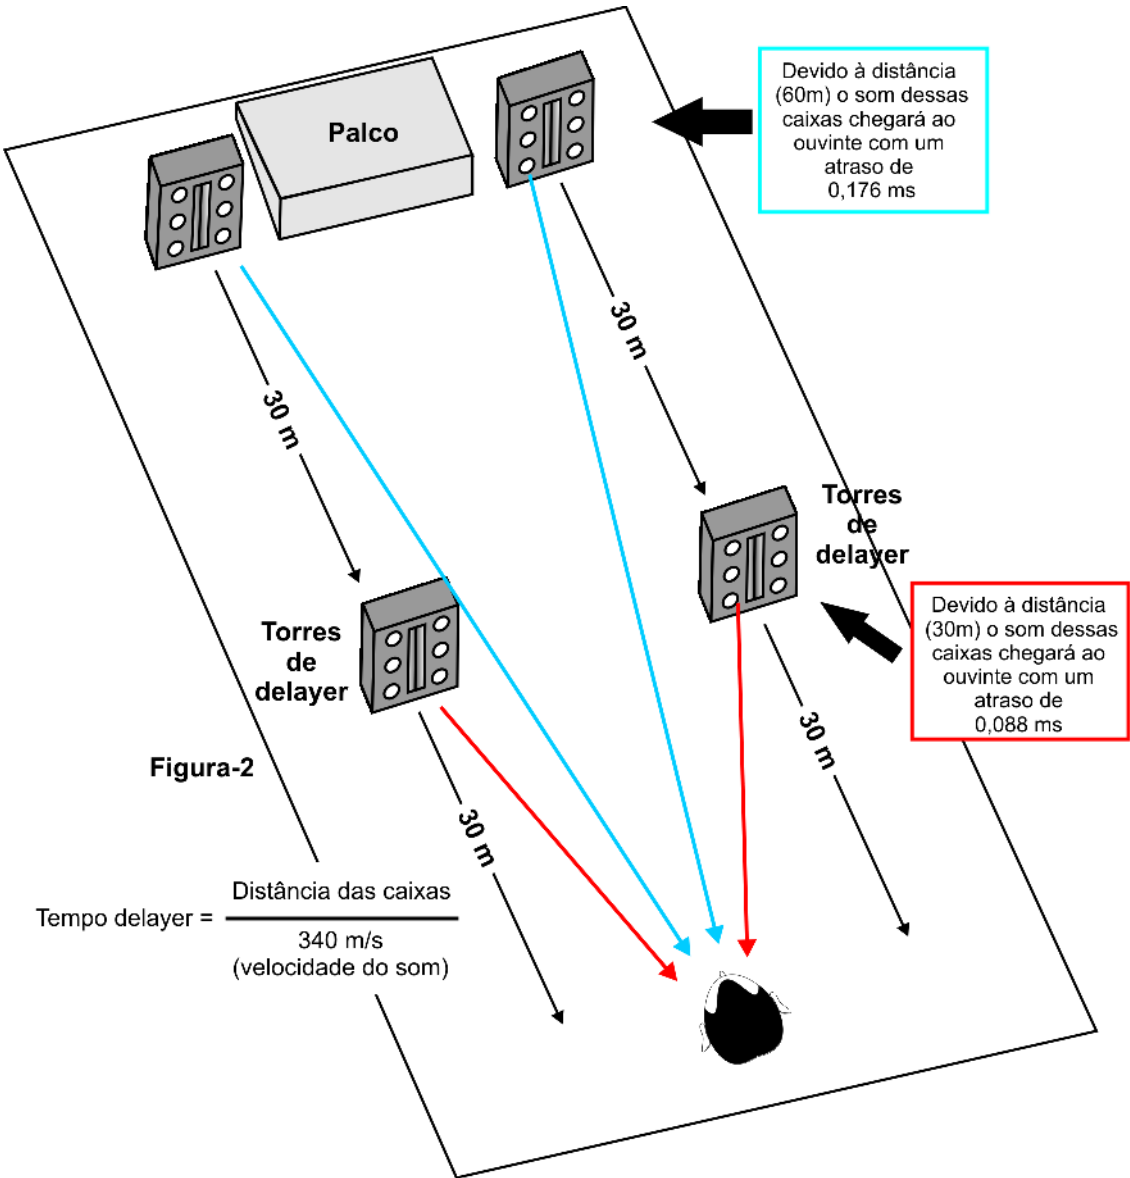 Palco
Devido à distância
(60m) o som dessas
caixas chegará ao
ouvinte com um
atraso de
0,176 ms
30 m
30 m
Torres
de
delayer
Torres
de
delayer
Devido à distância
(30m) o som dessas
caixas chegará ao
ouvinte com um
atraso de
0,088 ms
30 m
30 m
Figura-2
Tempo delayer =
Distância das caixas
340 m/s
(velocidade do som)